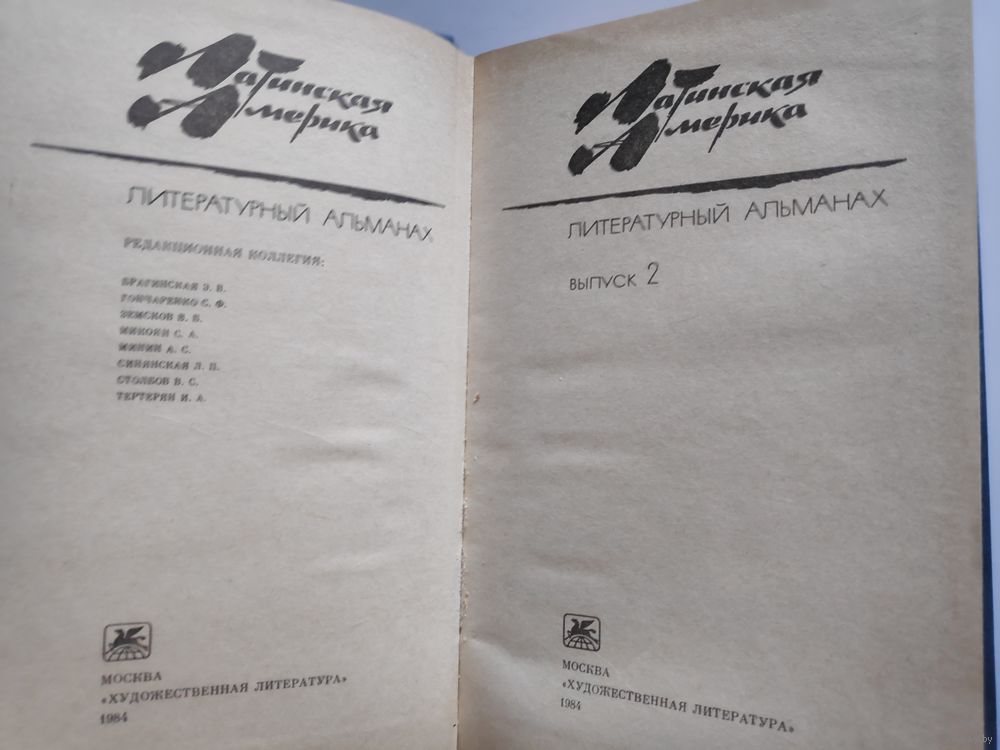 Латинская
Америка
ЛИТЕРАТУРНЫЙ АЛЬМАНАХ
РЕДАКЦИОННАЯ КОЛЛЕГИЯ:
БРАГИНСКАЯ Э. В.
ГОНЧАРЕНКО С. Ф.
ЗЕМСКОВ В. Б.
МИКОЯН С. А.
МИНИН А. С.
СИНЯНСКАЯ Л. П.
СТОЛБОВ В. С.
ТЕРТЕРЯН И. А.
МОСКВА
«ХУДОЖЕСТВЕННАЯ ЛИТЕРАТУРА»
1984
Латинская
Америка
ЛИТЕРАТУРНЫЙ АЛЬМАНАХ
ВЫПУСК 2
МОСКВА
«ХУДОЖЕСТВЕННАЯ ЛИТЕРАТУРА»
1984